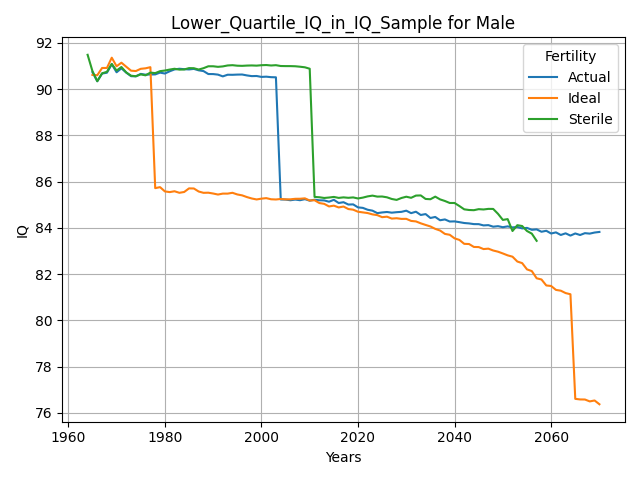 Lower_Quartile_IQ_in_IQ_Sample for Male
Fertility
Actual
Ideal
Sterile
IQ
92
90
88
86
84
82
80
78
76
1960
1980
2000
2020
2040
2060
Years